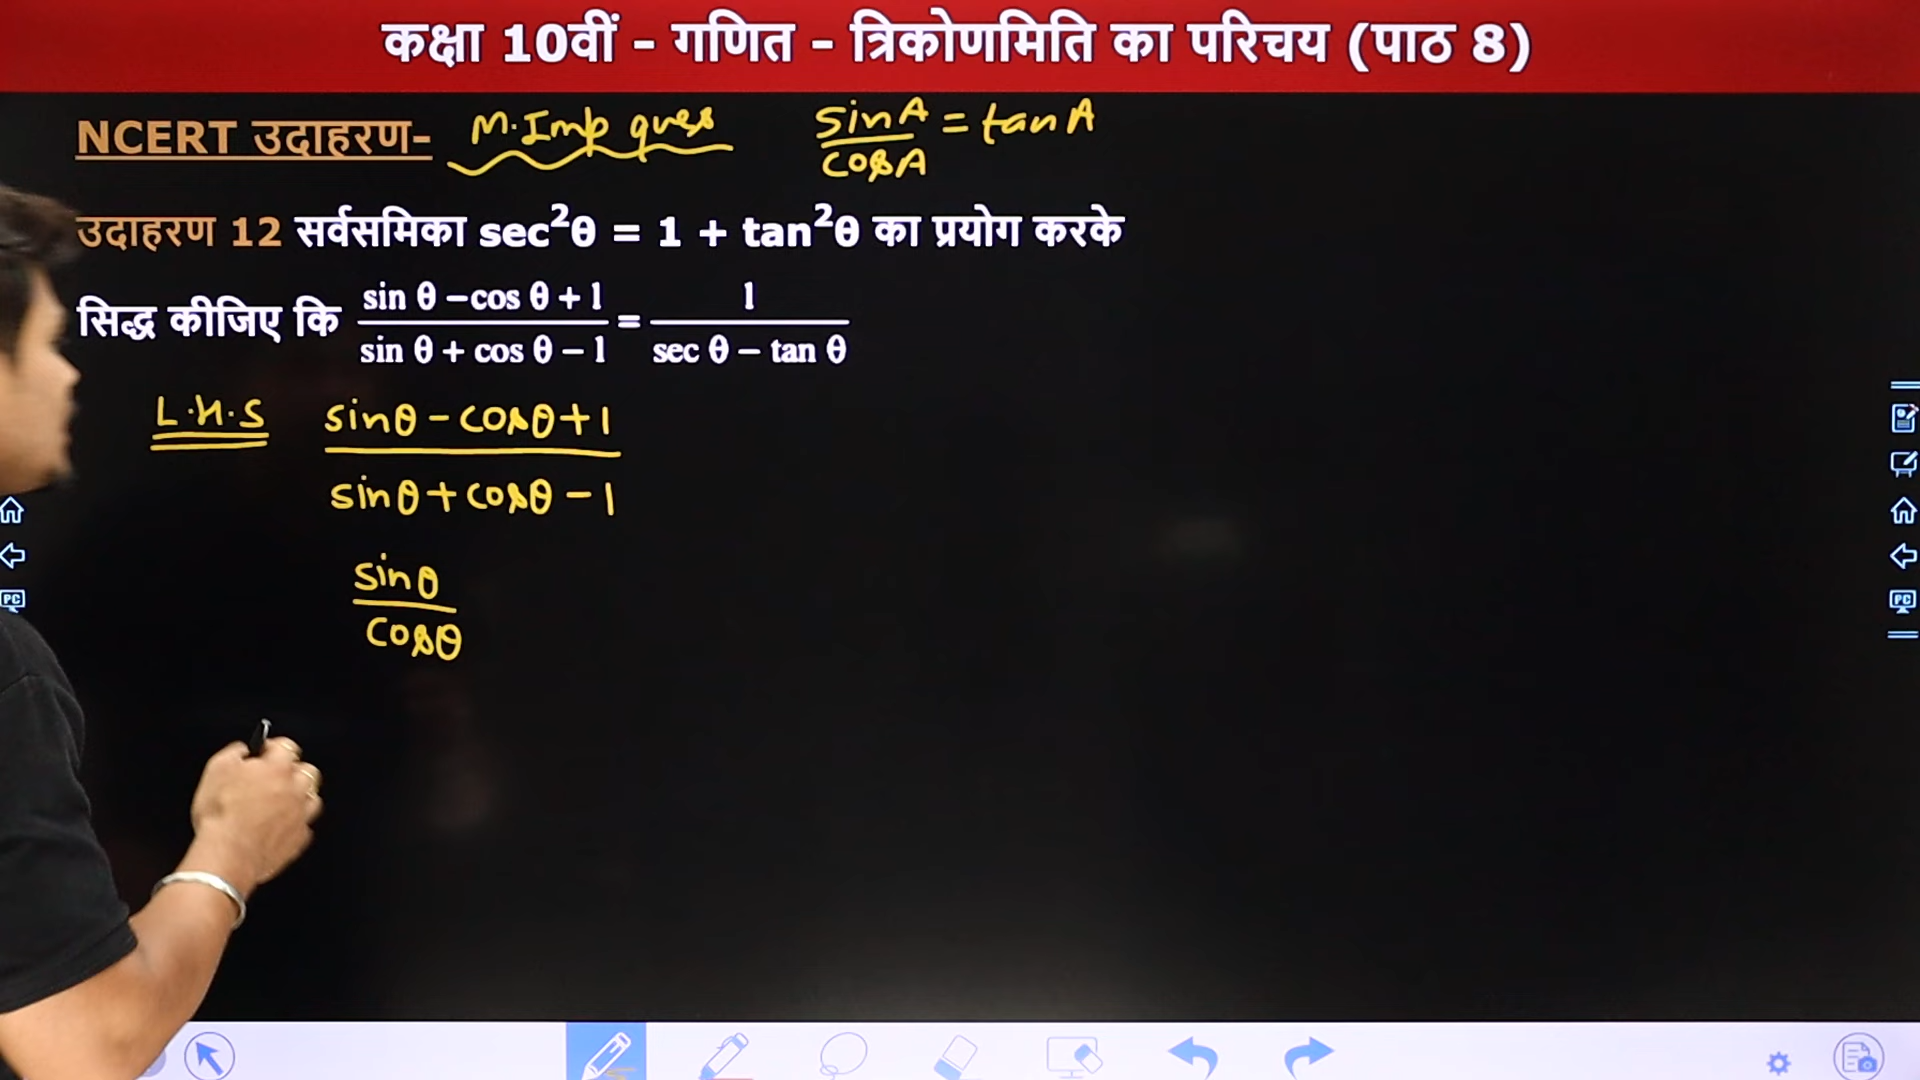 कक्षा 10वीं - गणित - त्रिकोणमिति का परिचय (पाठ 8)
NCERT उदाहरण- M.Imp ques sinA/cosA = tanA
उदाहरण 12 सर्वसमिका sec²θ = 1 + tan²θ का प्रयोग करके
सिद्ध कीजिए कि (sin θ – cos θ + 1)/(sin θ + cos θ – 1) = 1/(sec θ – tan θ)
L.H.S sinθ - cosθ + 1
sinθ + cosθ - 1
sinθ
cosθ
PC PC